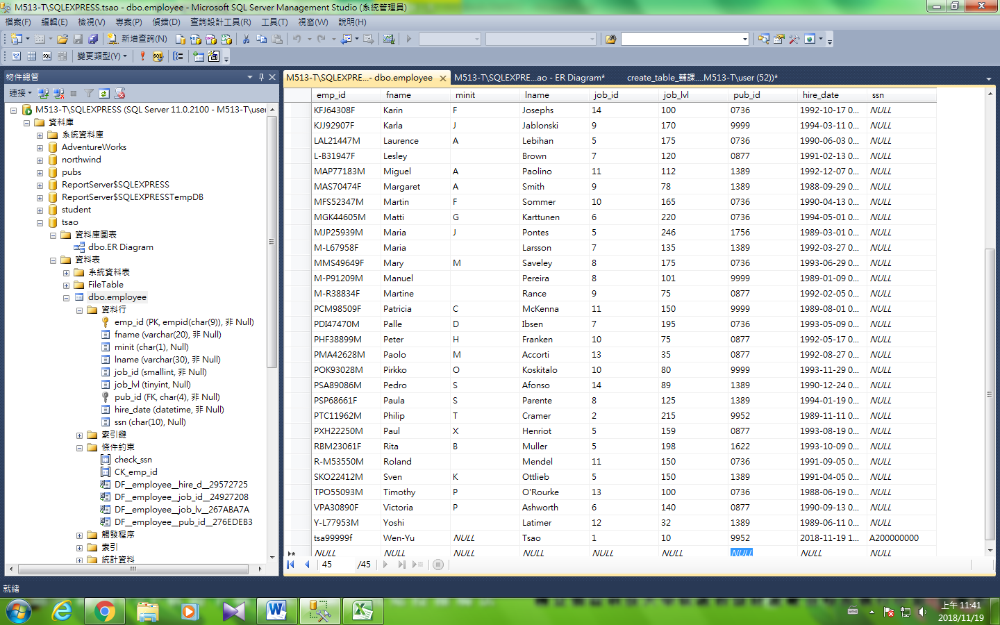 M513-T\SQLEXPRESS.tsao - dbo.employee - Microsoft SQL Server Management Studio (系統管理員)
檔案(F) 編輯(E) 檢視(V) 專案(P) 偵錯(D) 查詢設計工具(R) 工具(T) 視窗(W) 說明(H)
新增查詢(N)
變更類型(Y)
物件總管
連接
M513-T\SQLEXPRESS (SQL Server 11.0.2100 - M513-T\user
資料庫
系統資料庫
AdventureWorks
northwind
pubs
ReportServer$SQLEXPRESS
ReportServer$SQLEXPRESSTempDB
student
tsao
資料庫圖表
dbo.ER Diagram
資料表
系統資料表
FileTable
dbo.employee
資料行
emp_id (PK, empid(char(9)), 非 Null)
fname (varchar(20), 非 Null)
minit (char(1), Null)
lname (varchar(30), 非 Null)
job_id (smallint, 非 Null)
job_lvl (tinyint, Null)
pub_id (FK, char(4), 非 Null)
hire_date (datetime, 非 Null)
ssn (char(10), Null)
索引鍵
條件約束
check_ssn
CK_emp_id
DF__employee__hire_d__29572725
DF__employee__job_id__24927208
DF__employee__job_lv__267ABA7A
DF__employee__pub_id__276EDEB3
觸發程序
索引
統計資料
M513-T\SQLEXPRE...- dbo.employee M513-T\SQLEXPRE...ao - ER Diagram* create_table_輔課....M513-T\user (52))*
emp_id fname minit lname job_id job_lvl pub_id hire_date ssn
KFJ64308F Karin F Josephs 14 100 0736 1992-10-17 0... NULL
KJJ92907F Karla J Jablonski 9 170 9999 1994-03-11 0... NULL
LAL21447M Laurence A Lebihan 5 175 0736 1990-06-03 0... NULL
L-B31947F Lesley Brown 7 120 0877 1991-02-13 0... NULL
MAP77183M Miguel A Paolino 11 112 1389 1992-12-07 0... NULL
MAS70474F Margaret A Smith 9 78 1389 1988-09-29 0... NULL
MFS52347M Martin F Sommer 10 165 0736 1990-04-13 0... NULL
MGK44605M Matti G Karttunen 6 220 0736 1994-05-01 0... NULL
MJP25939M Maria J Pontes 5 246 1756 1989-03-01 0... NULL
M-L67958F Maria Larsson 7 135 1389 1992-03-27 0... NULL
MMS49649F Mary M Saveley 8 175 0736 1993-06-29 0... NULL
M-P91209M Manuel Pereira 8 101 9999 1989-01-09 0... NULL
M-R38834F Martine Rance 9 75 0877 1992-02-05 0... NULL
PCM98509F Patricia C McKenna 11 150 9999 1989-08-01 0... NULL
PDI47470M Palle D Ibsen 7 195 0736 1993-05-09 0... NULL
PHF38899M Peter H Franken 10 75 0877 1992-05-17 0... NULL
PMA42628M Paolo M Accorti 13 35 0877 1992-08-27 0... NULL
POK93028M Pirkko O Koskitalo 10 80 9999 1993-11-29 0... NULL
PSA89086M Pedro S Afonso 14 89 1389 1990-12-24 0... NULL
PSP68661F Paula S Parente 8 125 1389 1994-01-19 0... NULL
PTC11962M Philip T Cramer 2 215 9952 1989-11-11 0... NULL
PXH22250M Paul X Henriot 5 159 0877 1993-08-19 0... NULL
RBM23061F Rita B Muller 5 198 1622 1993-10-09 0... NULL
R-M53550M Roland Mendel 11 150 0736 1991-09-05 0... NULL
SKO22412M Sven K Ottlieb 5 150 1389 1991-04-05 0... NULL
TPO55093M Timothy P O'Rourke 13 100 0736 1988-06-19 0... NULL
VPA30890F Victoria P Ashworth 6 140 0877 1990-09-13 0... NULL
Y-L77953M Yoshi Latimer 12 32 1389 1989-06-11 0... NULL
tsa99999f Wen-Yu NULL Tsao 1 10 9952 2018-11-19 1... A200000000
NULL NULL NULL NULL NULL NULL NULL NULL NULL
45 /45
就緒
上午 11:41
2018/11/19